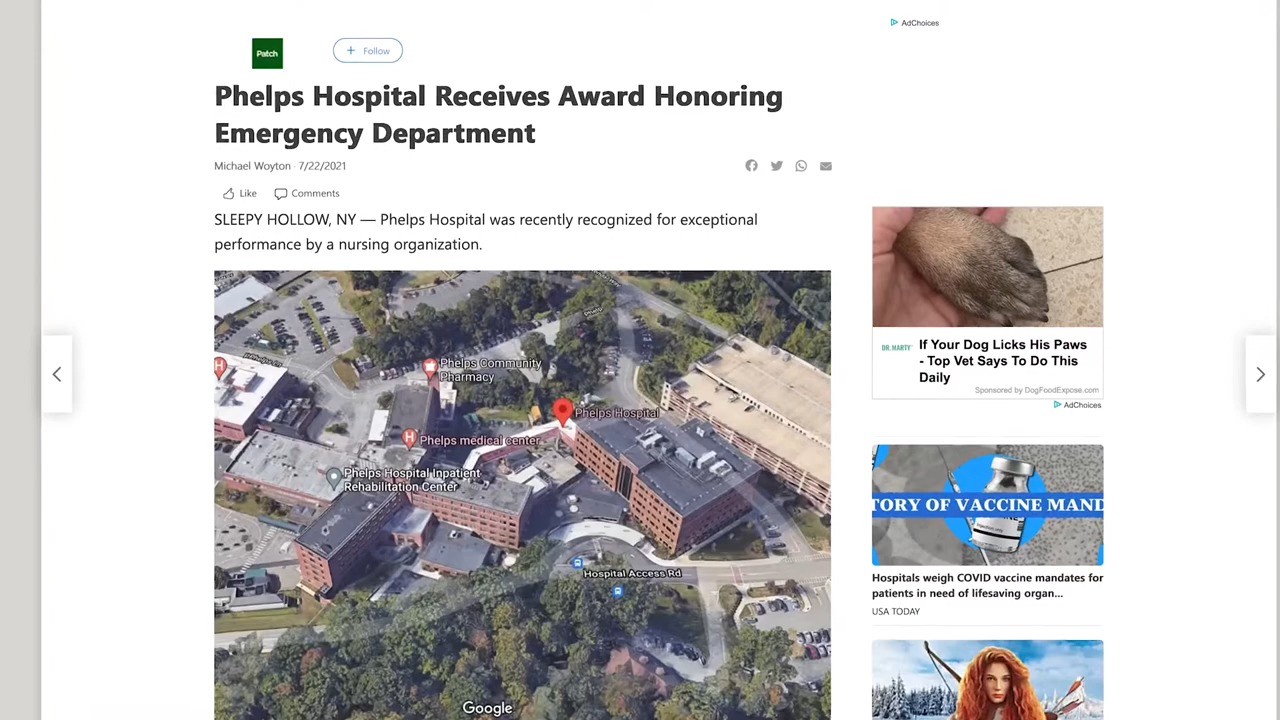 AdChoices
Patch
+ Follow
Phelps Hospital Receives Award Honoring
Emergency Department
Michael Woyton · 7/22/2021
Like
Comments
SLEEPY HOLLOW, NY — Phelps Hospital was recently recognized for exceptional
performance by a nursing organization.
Phelps Community
Pharmacy
H
Phelps Hospital
H
Phelps medical center
Phelps Hospital Inpatient
Rehabilitation Center
Hospital Access Rd
Google
DR.MARTY
If Your Dog Licks His Paws
- Top Vet Says To Do This
Daily
Sponsored by DogFoodExpose.com
AdChoices
TORY OF VACCINE MAND
Hospitals weigh COVID vaccine mandates for
patients in need of lifesaving organ...
USA TODAY